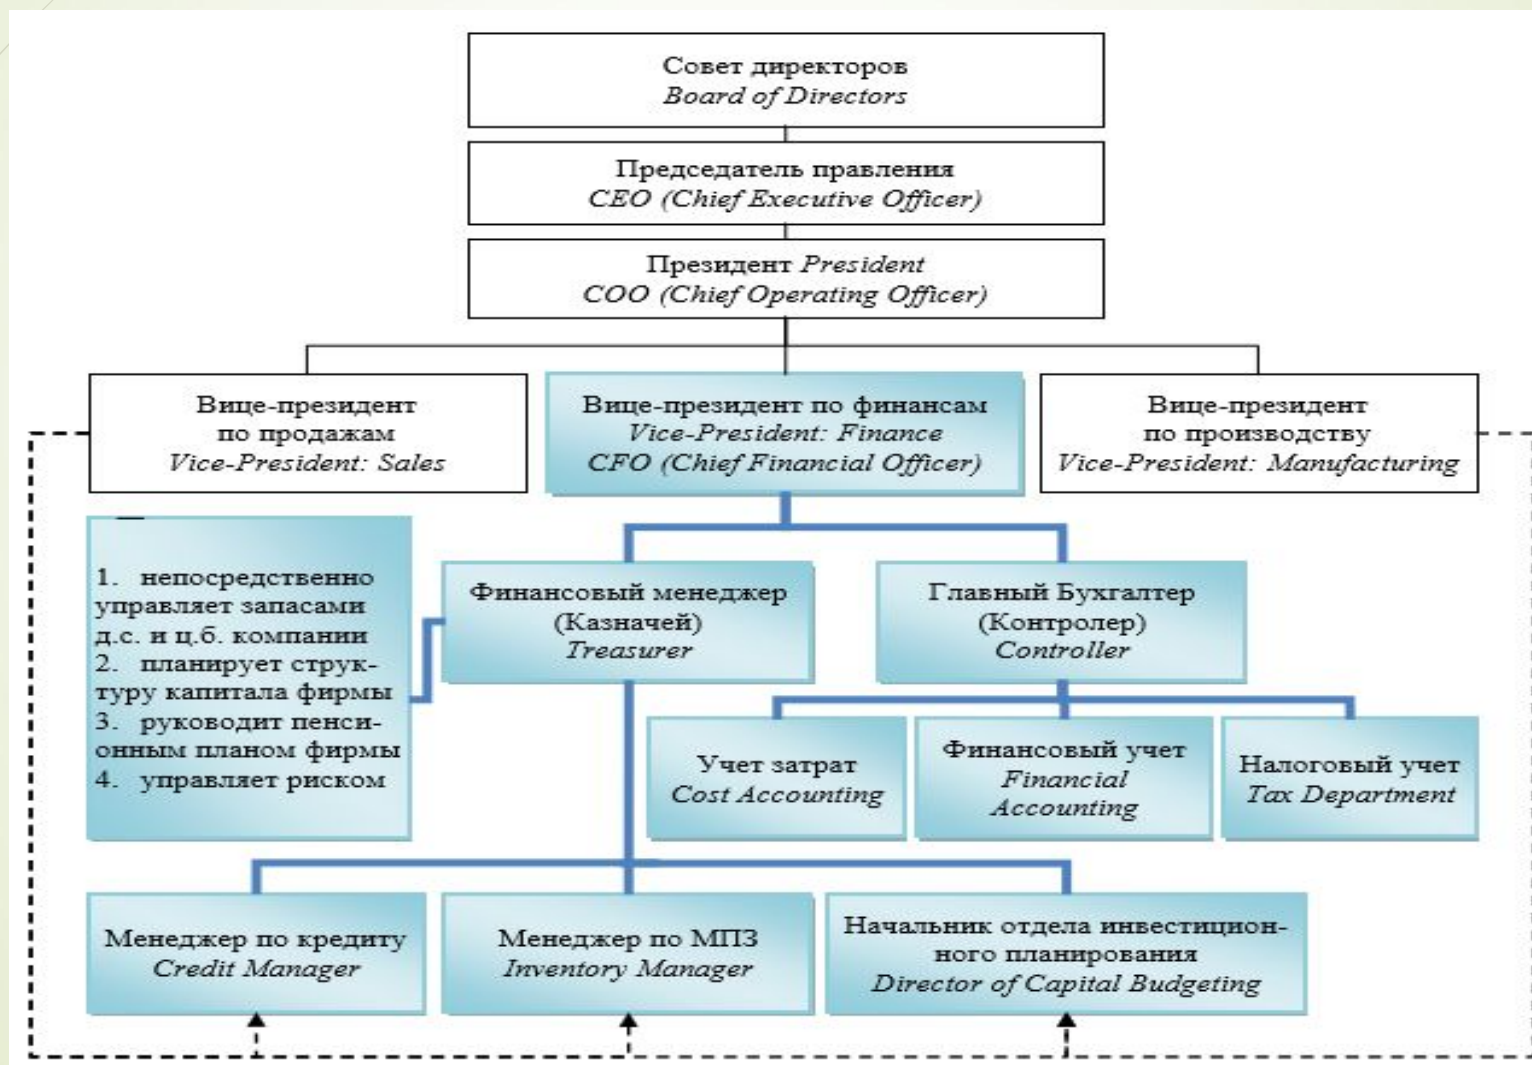 Совет директоров
Board of Directors
Председатель правления
CEO (Chief Executive Officer)
Президент President
COO (Chief Operating Officer)
Вице-президент
по продажам
Vice-President: Sales
Вице-президент по финансам
Vice-President: Finance
CFO (Chief Financial Officer)
Вице-президент
по производству
Vice-President: Manufacturing
1. непосредственно
управляет запасами
д.с. и ц.б. компании
2. планирует струк-
туру капитала фирмы
3. руководит пенси-
онным планом фирмы
4. управляет риском
Финансовый менеджер
(Казначей)
Treasurer
Главный Бухгалтер
(Контролер)
Controller
Учет затрат
Cost Accounting
Финансовый учет
Financial
Accounting
Налоговый учет
Tax Department
Менеджер по кредиту
Credit Manager
Менеджер по МПЗ
Inventory Manager
Начальник отдела инвестицион-
ного планирования
Director of Capital Budgeting